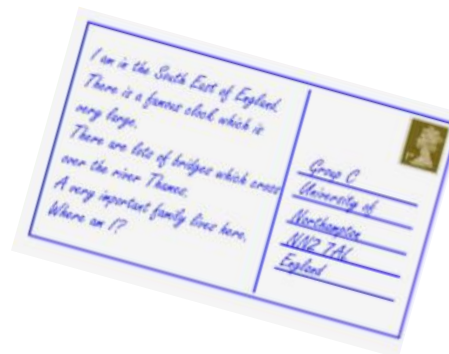 I am in the South East of England.
There is a famous clock which is
very large.
There are lots of bridges which cross
over the river Thames.
A very important family lives here.
Where am I?
Group C
University of
Northampton
NN2 7AL
England